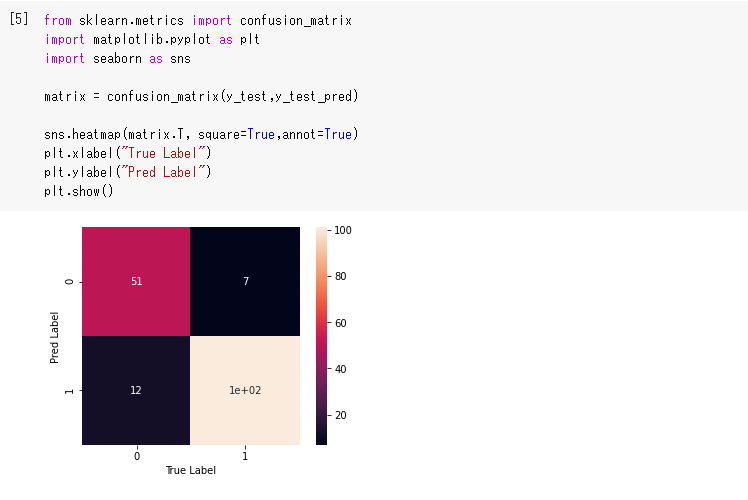 [5] from sklearn.metrics import confusion_matrix
import matplotlib.pyplot as plt
import seaborn as sns
matrix = confusion_matrix(y_test,y_test_pred)
sns.heatmap(matrix.T, square=True,annot=True)
plt.xlabel("True Label")
plt.ylabel("Pred Label")
plt.show()
51 7
12 1e+02
0
1
Pred Label
0 1
True Label
100
80
60
40
20